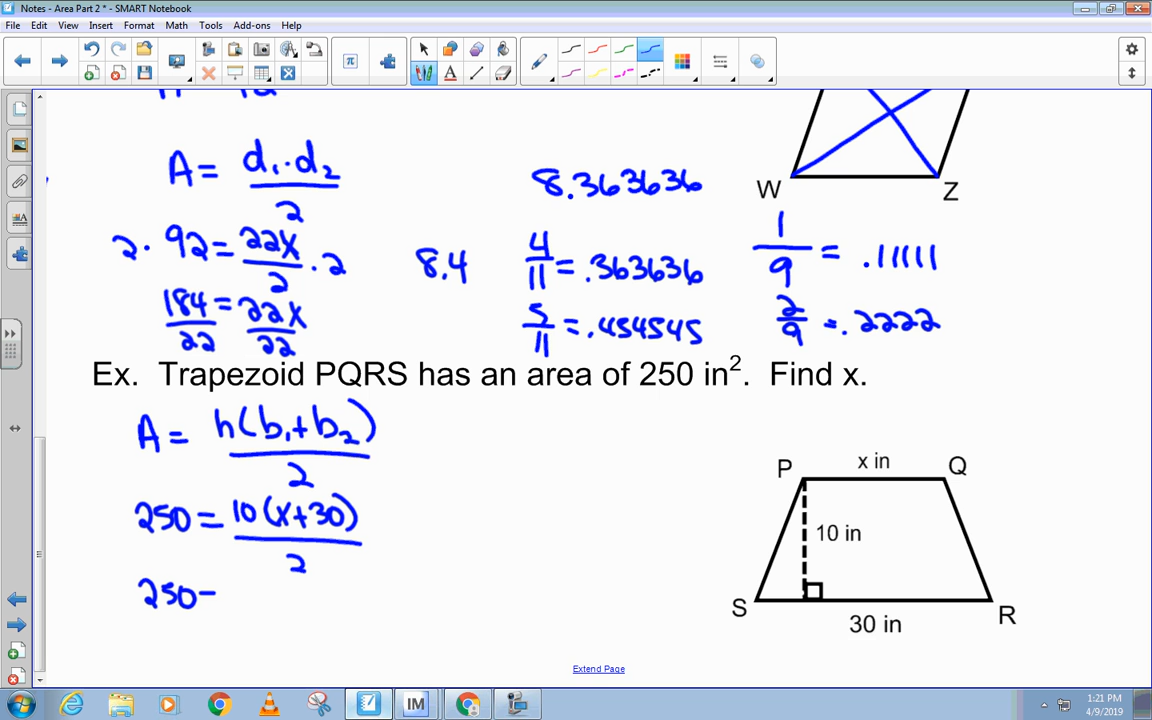 Notes - Area Part 2 * - SMART Notebook
File Edit View Insert Format Math Tools Add-ons Help
A = d₁·d₂
2
2 · 92 = 22x · 2
2
184 = 22x
22 22
8.4
8.363636
4
11 = .363636
5
11 = .454545
W Z
1
9 = .11111
2
9 = .2222
Ex. Trapezoid PQRS has an area of 250 in². Find x.
A = h(b₁+b₂)
2
250 = 10(x+30)
2
250 =
P x in Q
10 in
S R
30 in
Extend Page
IM
1:21 PM
4/9/2019